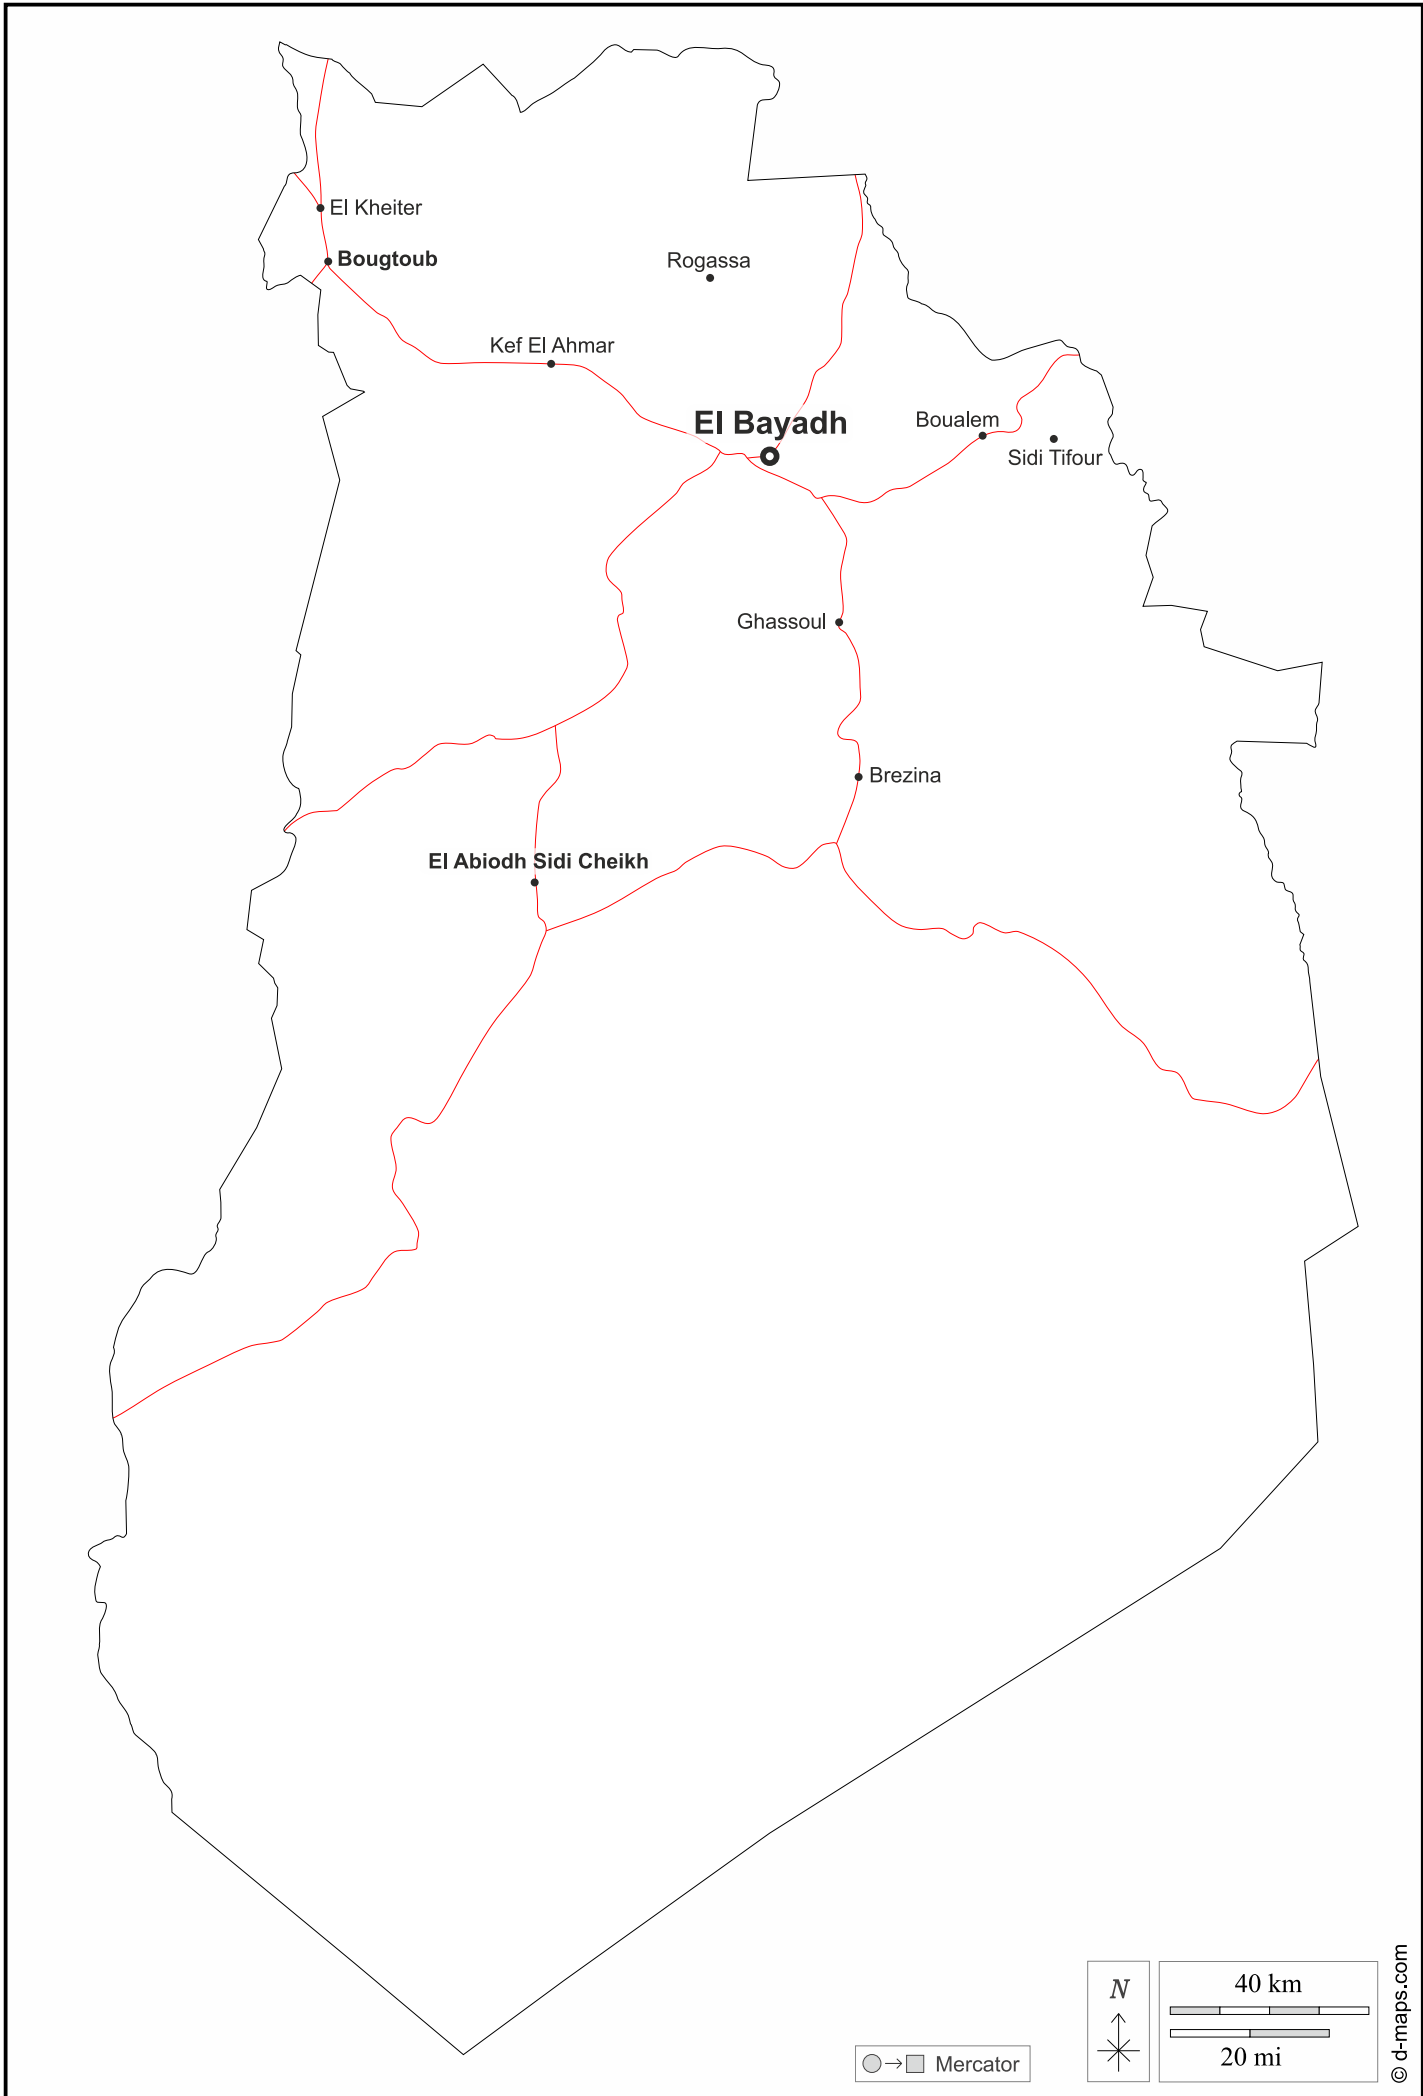 El Kheiter
Bougtoub
Rogassa
Kef El Ahmar
El Bayadh
Boualem
Sidi Tifour
Ghassoul
Brezina
El Abiodh Sidi Cheikh
N
40 km
20 mi
Mercator
© d-maps.com